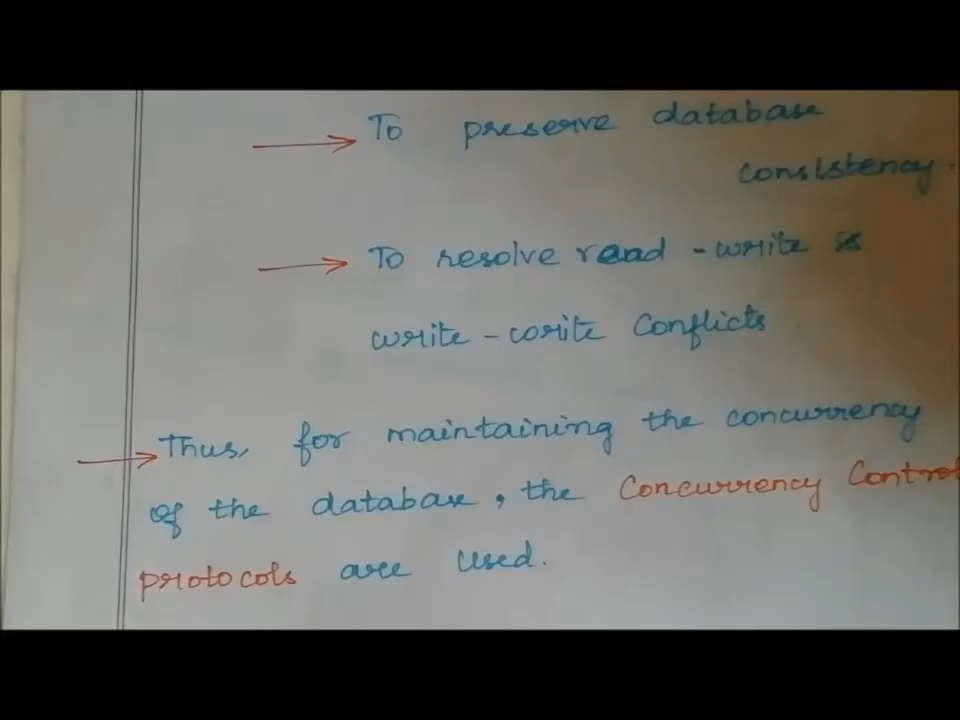 To preserve database
consistency.
To resolve read - write is
write - write Conflicts
Thus, for maintaining the concurrency
of the database, the Concurrency Control
protocols are used.